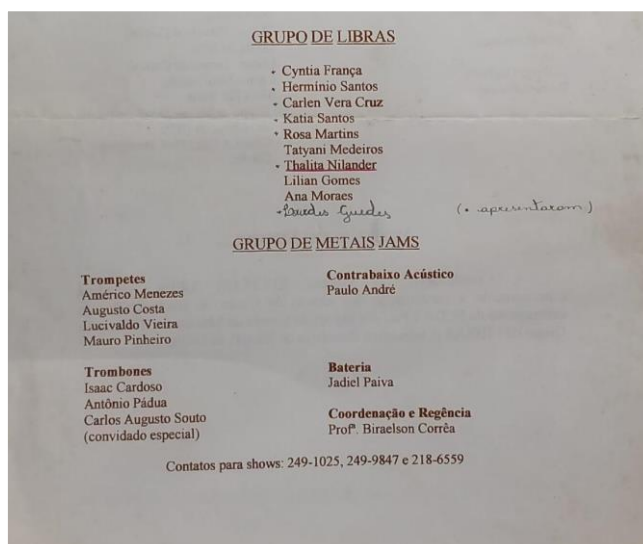 GRUPO DE LIBRAS
• Cyntia França
• Hermínio Santos
• Carlen Vera Cruz
• Katia Santos
• Rosa Martins
Tatyani Medeiros
• Thalita Nilander
Lilian Gomes
Ana Moraes
• Lourdes Guedes (• apresentaram)
GRUPO DE METAIS JAMS
Trompetes
Américo Menezes
Augusto Costa
Lucivaldo Vieira
Mauro Pinheiro
Contrabaixo Acústico
Paulo André
Trombones
Isaac Cardoso
Antônio Pádua
Carlos Augusto Souto
(convidado especial)
Bateria
Jadiel Paiva
Coordenação e Regência
Profº. Biraelson Corrêa
Contatos para shows: 249-1025, 249-9847 e 218-6559